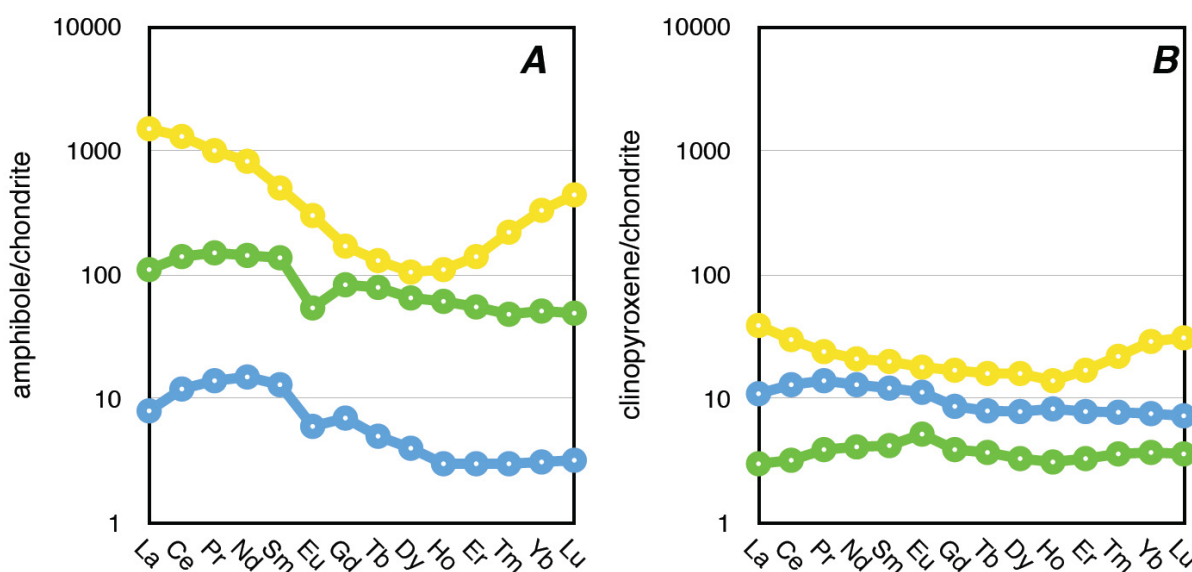 A
amphibole/chondrite
10000
1000
100
10
1
La Ce Pr Nd Sm Eu Gd Tb Dy Ho Er Tm Yb Lu
B
clinopyroxene/chondrite
10000
1000
100
10
1
La Ce Pr Nd Sm Eu Gd Tb Dy Ho Er Tm Yb Lu